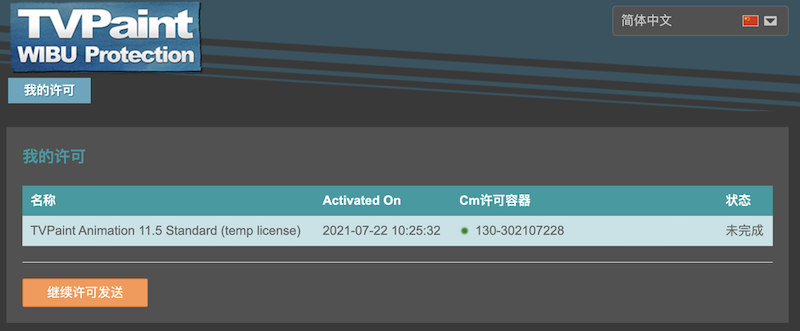 TVPaint
WIBU Protection
简体中文
我的许可
我的许可
名称 Activated On Cm许可容器 状态
TVPaint Animation 11.5 Standard (temp license) 2021-07-22 10:25:32 130-302107228 未完成
继续许可发送